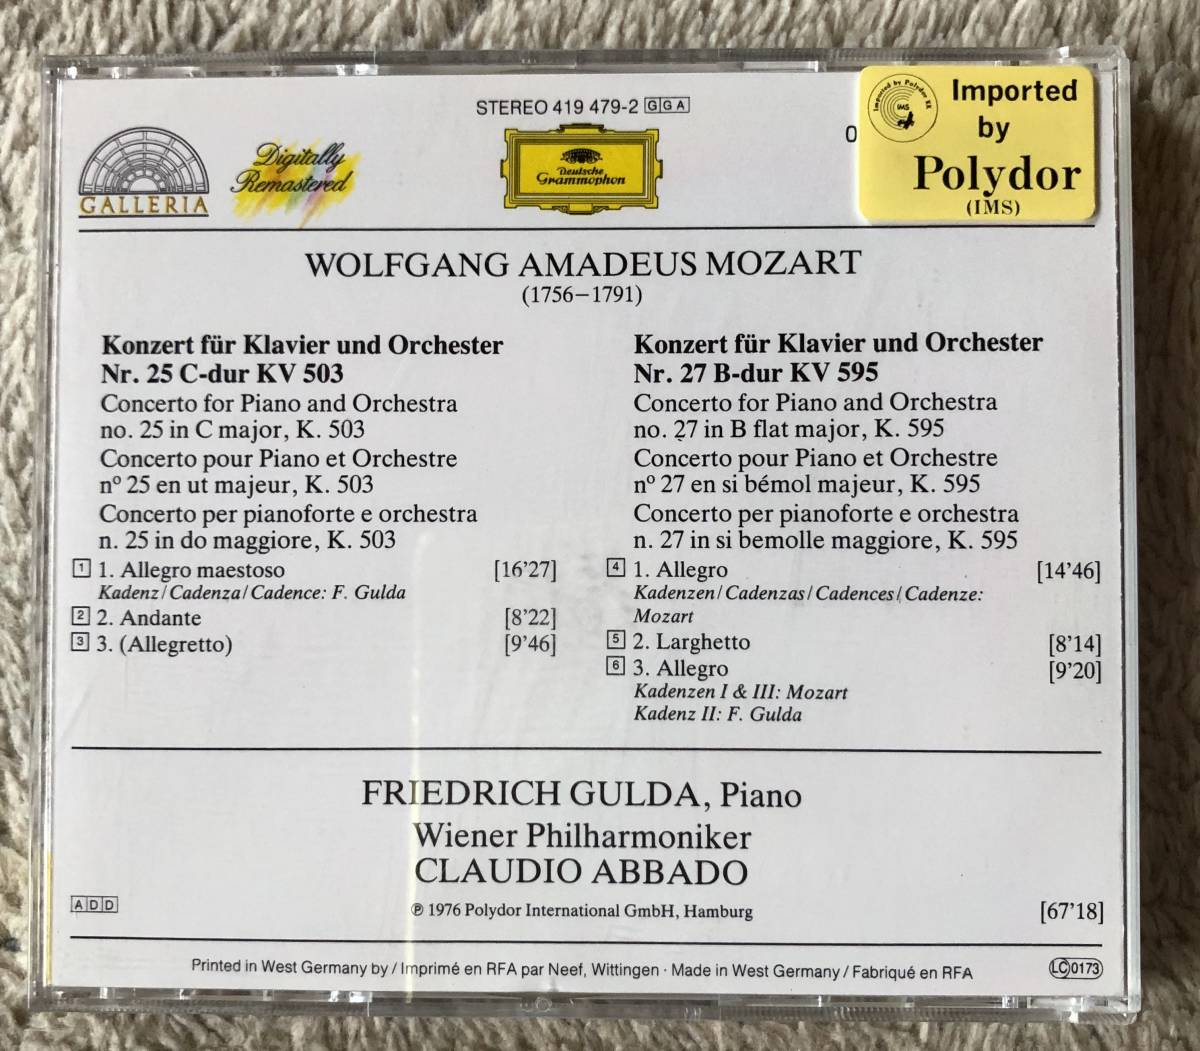 STEREO 419 479-2 GGA
0
Imported by Polydor KK
IMS
Imported
by
Polydor
(IMS)
GALLERIA
Digitally
Remastered
Deutsche
Grammophon
WOLFGANG AMADEUS MOZART
(1756–1791)
Konzert für Klavier und Orchester
Nr. 25 C-dur KV 503
Concerto for Piano and Orchestra
no. 25 in C major, K. 503
Concerto pour Piano et Orchestre
nº 25 en ut majeur, K. 503
Concerto per pianoforte e orchestra
n. 25 in do maggiore, K. 503
1 1. Allegro maestoso [16'27]
Kadenz/Cadenza/Cadence: F. Gulda
2 2. Andante [8'22]
3 3. (Allegretto) [9'46]
Konzert für Klavier und Orchester
Nr. 27 B-dur KV 595
Concerto for Piano and Orchestra
no. 27 in B flat major, K. 595
Concerto pour Piano et Orchestre
nº 27 en si bémol majeur, K. 595
Concerto per pianoforte e orchestra
n. 27 in si bemolle maggiore, K. 595
4 1. Allegro [14'46]
Kadenzen/Cadenzas/Cadences/Cadenze:
Mozart
5 2. Larghetto [8'14]
6 3. Allegro [9'20]
Kadenzen I & III: Mozart
Kadenz II: F. Gulda
FRIEDRICH GULDA, Piano
Wiener Philharmoniker
CLAUDIO ABBADO
ADD
℗ 1976 Polydor International GmbH, Hamburg
[67'18]
Printed in West Germany by / Imprimé en RFA par Neef, Wittingen · Made in West Germany / Fabriqué en RFA
LC 0173